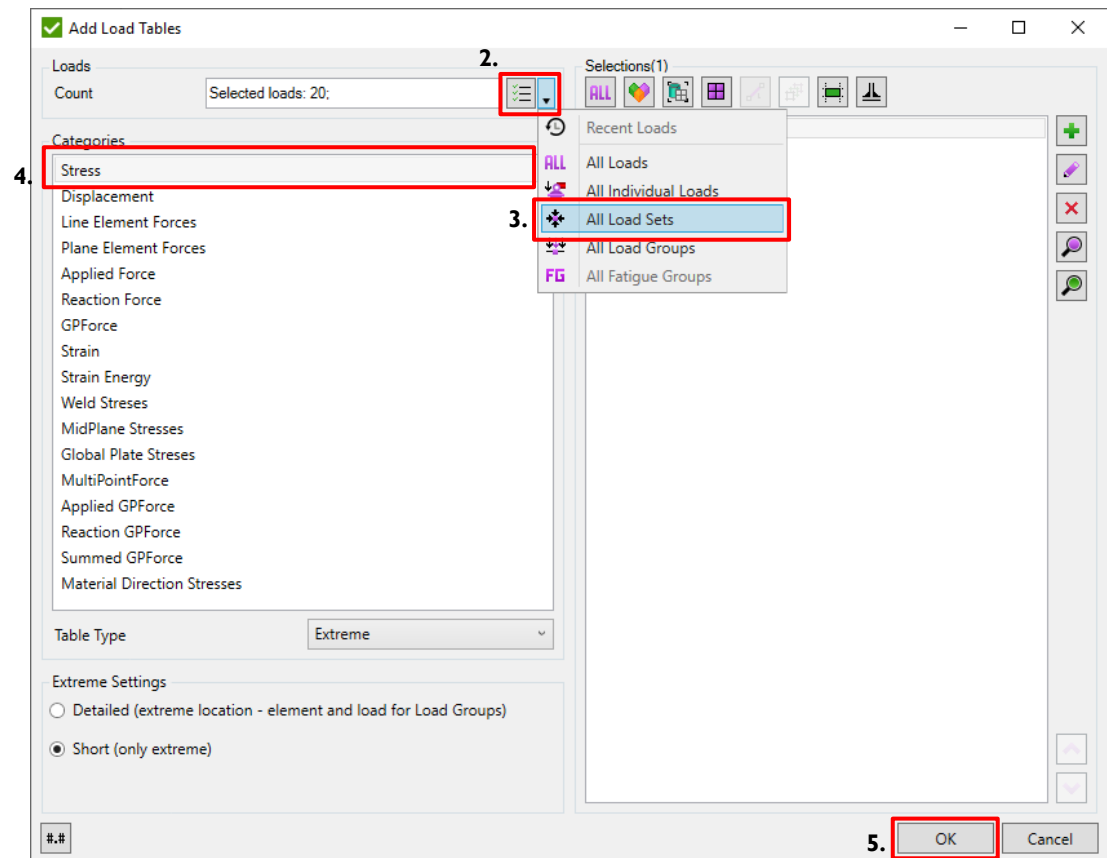 Add Load Tables
Loads
2.
Count
Selected loads: 20;
Selections(1)
ALL
Recent Loads
ALL All Loads
All Individual Loads
3. All Load Sets
All Load Groups
FG All Fatigue Groups
Categories
4. Stress
Displacement
Line Element Forces
Plane Element Forces
Applied Force
Reaction Force
GPForce
Strain
Strain Energy
Weld Streses
MidPlane Stresses
Global Plate Streses
MultiPointForce
Applied GPForce
Reaction GPForce
Summed GPForce
Material Direction Stresses
Table Type
Extreme
Extreme Settings
Detailed (extreme location - element and load for Load Groups)
Short (only extreme)
#.#
5. OK
Cancel